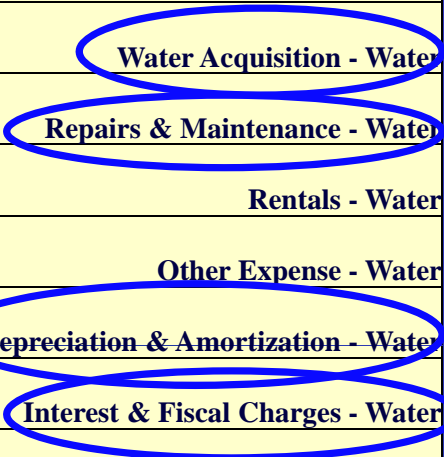 Water Acquisition - Water
Repairs & Maintenance - Water
Rentals - Water
Other Expense - Water
epreciation & Amortization - Water
Interest & Fiscal Charges - Water